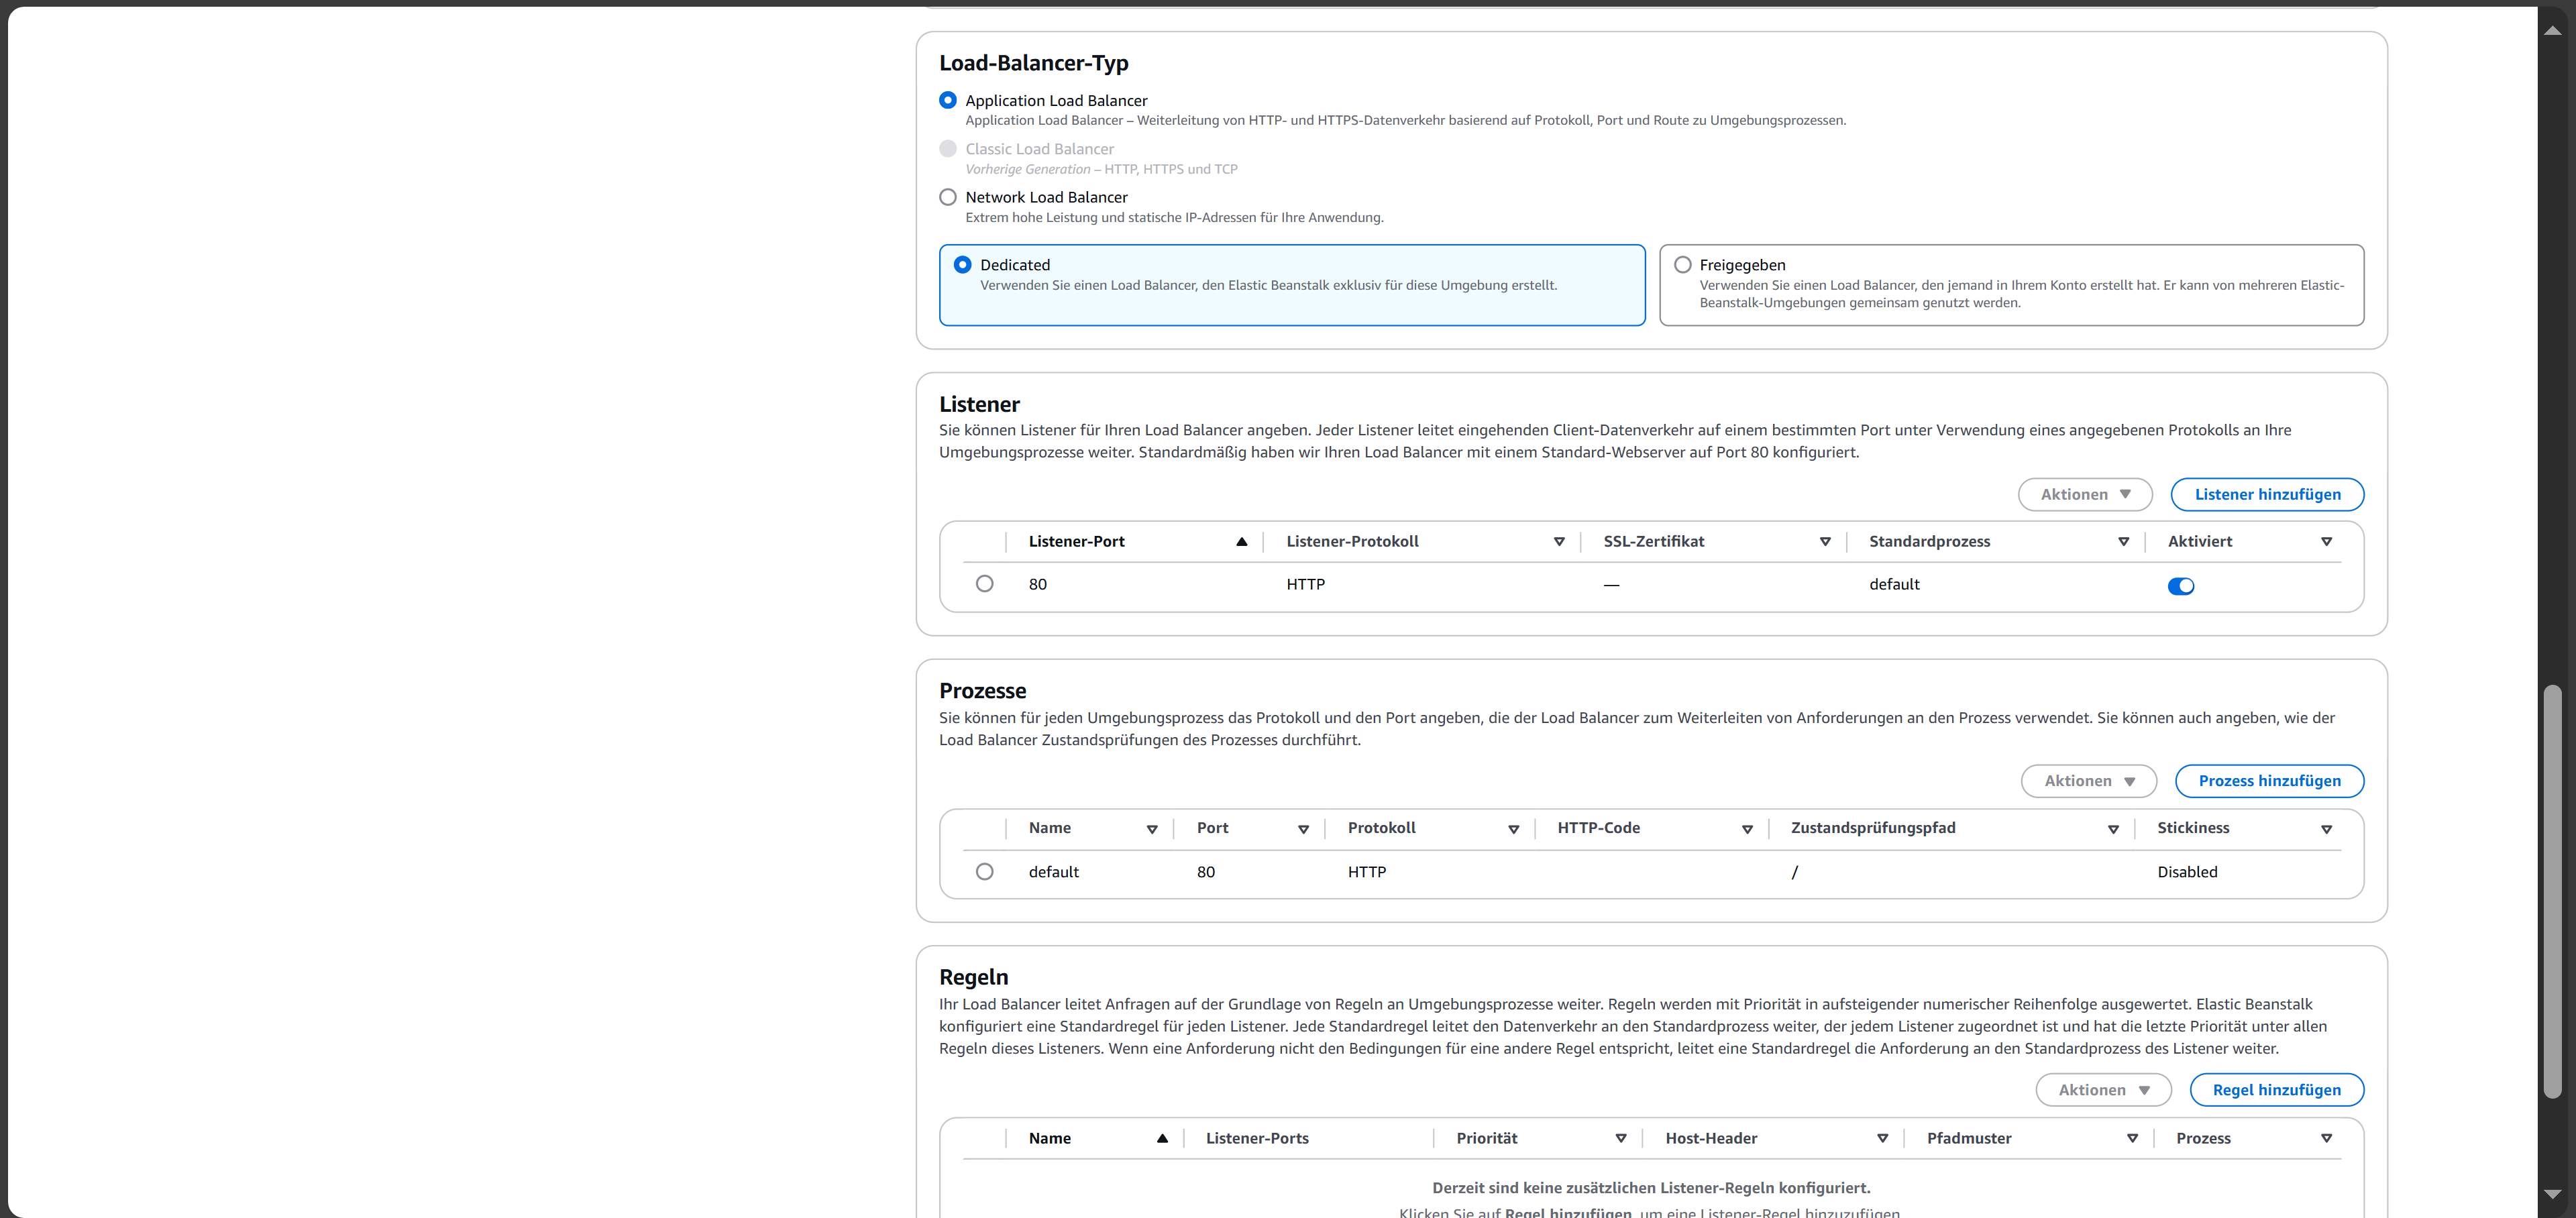 Load-Balancer-Typ
Application Load Balancer
Application Load Balancer – Weiterleitung von HTTP- und HTTPS-Datenverkehr basierend auf Protokoll, Port und Route zu Umgebungsprozessen.
Classic Load Balancer
Vorherige Generation – HTTP, HTTPS und TCP
Network Load Balancer
Extrem hohe Leistung und statische IP-Adressen für Ihre Anwendung.
Dedicated
Verwenden Sie einen Load Balancer, den Elastic Beanstalk exklusiv für diese Umgebung erstellt.
Freigegeben
Verwenden Sie einen Load Balancer, den jemand in Ihrem Konto erstellt hat. Er kann von mehreren Elastic-
Beanstalk-Umgebungen gemeinsam genutzt werden.
Listener
Sie können Listener für Ihren Load Balancer angeben. Jeder Listener leitet eingehenden Client-Datenverkehr auf einem bestimmten Port unter Verwendung eines angegebenen Protokolls an Ihre
Umgebungsprozesse weiter. Standardmäßig haben wir Ihren Load Balancer mit einem Standard-Webserver auf Port 80 konfiguriert.
Aktionen Listener hinzufügen
Listener-Port Listener-Protokoll SSL-Zertifikat Standardprozess Aktiviert
80 HTTP — default
Prozesse
Sie können für jeden Umgebungsprozess das Protokoll und den Port angeben, die der Load Balancer zum Weiterleiten von Anforderungen an den Prozess verwendet. Sie können auch angeben, wie der
Load Balancer Zustandsprüfungen des Prozesses durchführt.
Aktionen Prozess hinzufügen
Name Port Protokoll HTTP-Code Zustandsprüfungspfad Stickiness
default 80 HTTP / Disabled
Regeln
Ihr Load Balancer leitet Anfragen auf der Grundlage von Regeln an Umgebungsprozesse weiter. Regeln werden mit Priorität in aufsteigender numerischer Reihenfolge ausgewertet. Elastic Beanstalk
konfiguriert eine Standardregel für jeden Listener. Jede Standardregel leitet den Datenverkehr an den Standardprozess weiter, der jedem Listener zugeordnet ist und hat die letzte Priorität unter allen
Regeln dieses Listeners. Wenn eine Anforderung nicht den Bedingungen für eine andere Regel entspricht, leitet eine Standardregel die Anforderung an den Standardprozess des Listener weiter.
Aktionen Regel hinzufügen
Name Listener-Ports Priorität Host-Header Pfadmuster Prozess
Derzeit sind keine zusätzlichen Listener-Regeln konfiguriert.
Klicken Sie auf Regel hinzufügen, um eine Listener-Regel hinzuzufügen